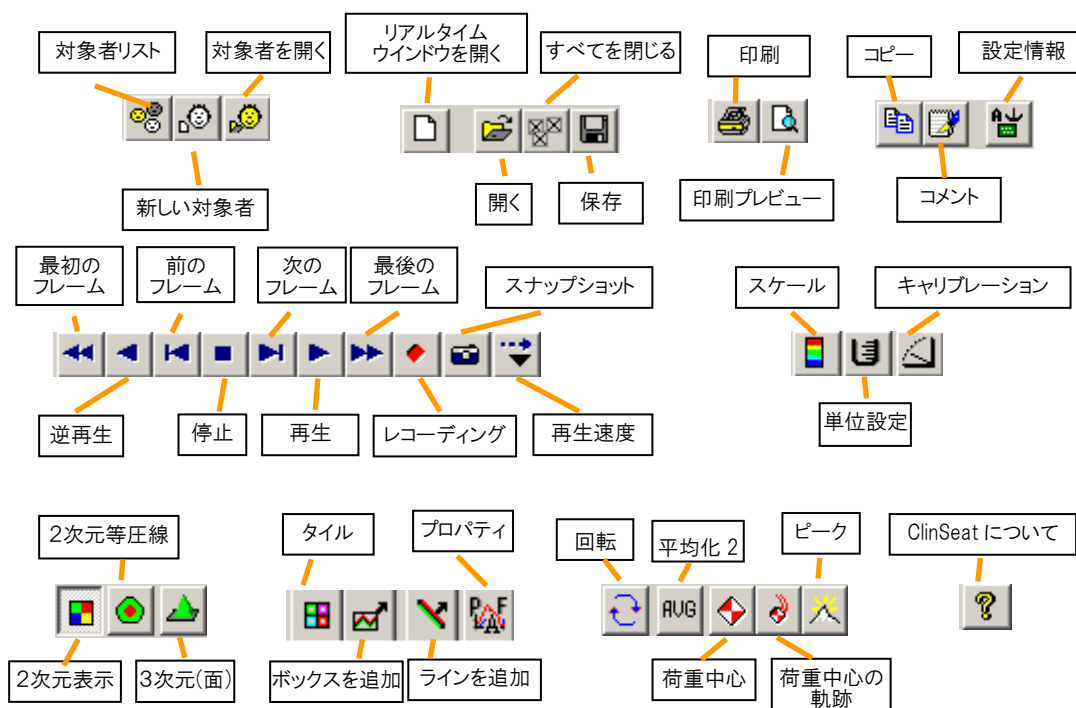 対象者リスト
対象者を開く
リアルタイム
ウインドウを開く
すべてを閉じる
印刷
コピー
設定情報
新しい対象者
開く
保存
印刷プレビュー
コメント
最初の
フレーム
前の
フレーム
次の
フレーム
最後の
フレーム
スナップショット
スケール
キャリブレーション
逆再生
停止
再生
レコーディング
再生速度
単位設定
2次元等圧線
タイル
プロパティ
回転
平均化 2
ピーク
ClinSeat について
AVG
P A F
?
2次元表示
3次元(面)
ボックスを追加
ラインを追加
荷重中心
荷重中心の
軌跡